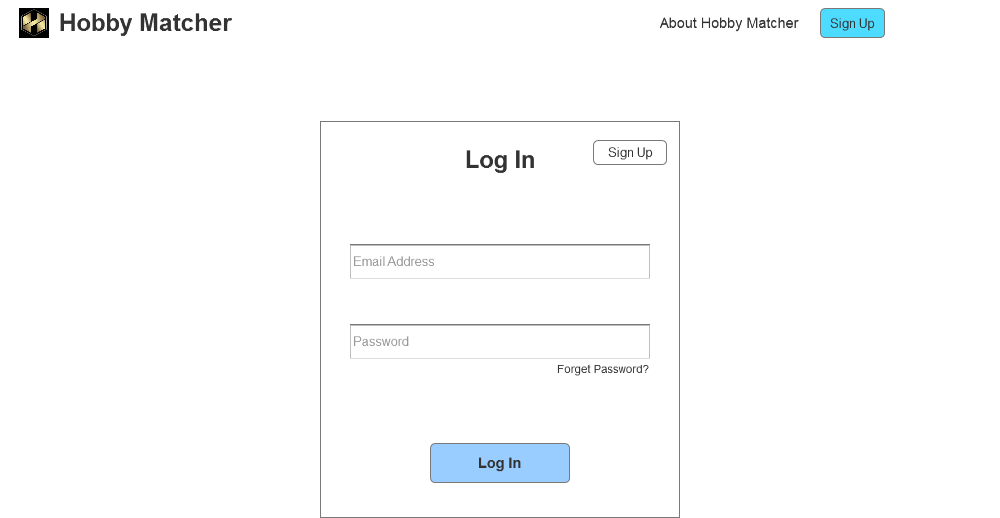 Hobby Matcher
About Hobby Matcher
Sign Up
Log In
Sign Up
Email Address
Password
Forget Password?
Log In